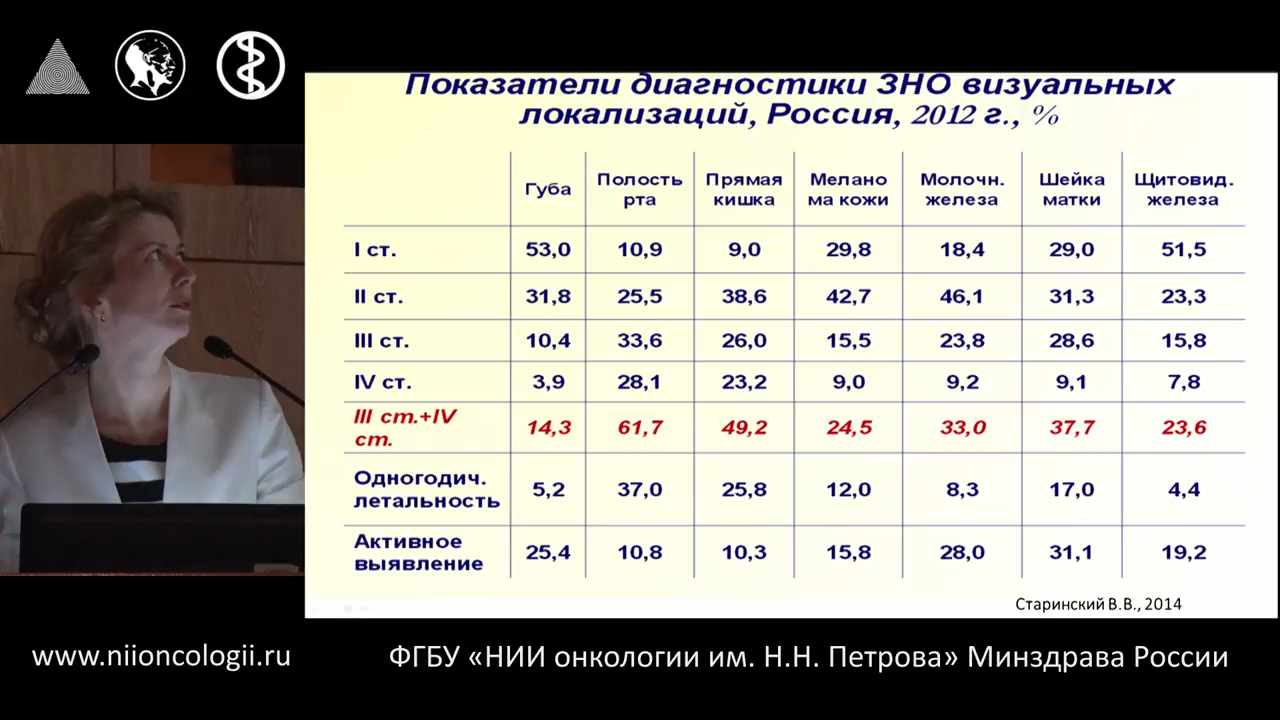 Показатели диагностики ЗНО визуальных
локализаций, Россия, 2012 г., %
Губа Полость рта Прямая кишка Мелано ма кожи Молочн. железа Шейка матки Щитовид. железа
I ст. 53,0 10,9 9,0 29,8 18,4 29,0 51,5
II ст. 31,8 25,5 38,6 42,7 46,1 31,3 23,3
III ст. 10,4 33,6 26,0 15,5 23,8 28,6 15,8
IV ст. 3,9 28,1 23,2 9,0 9,2 9,1 7,8
III ст.+IV ст. 14,3 61,7 49,2 24,5 33,0 37,7 23,6
Одногодич. летальность 5,2 37,0 25,8 12,0 8,3 17,0 4,4
Активное выявление 25,4 10,8 10,3 15,8 28,0 31,1 19,2
Старинский В.В., 2014
www.niioncologii.ru ФГБУ «НИИ онкологии им. Н.Н. Петрова» Минздрава России